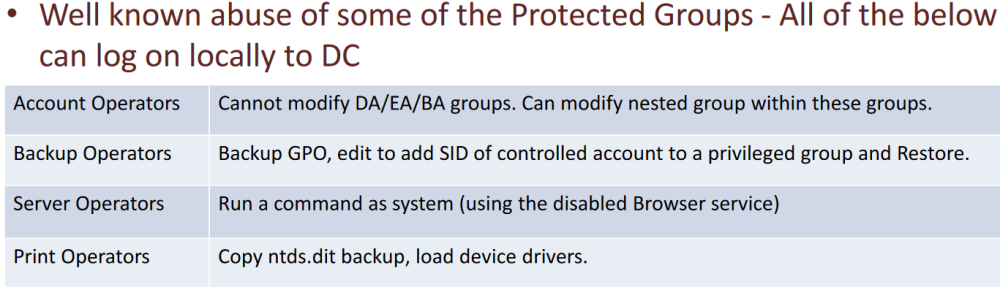 • Well known abuse of some of the Protected Groups - All of the below
can log on locally to DC
Account Operators Cannot modify DA/EA/BA groups. Can modify nested group within these groups.
Backup Operators Backup GPO, edit to add SID of controlled account to a privileged group and Restore.
Server Operators Run a command as system (using the disabled Browser service)
Print Operators Copy ntds.dit backup, load device drivers.